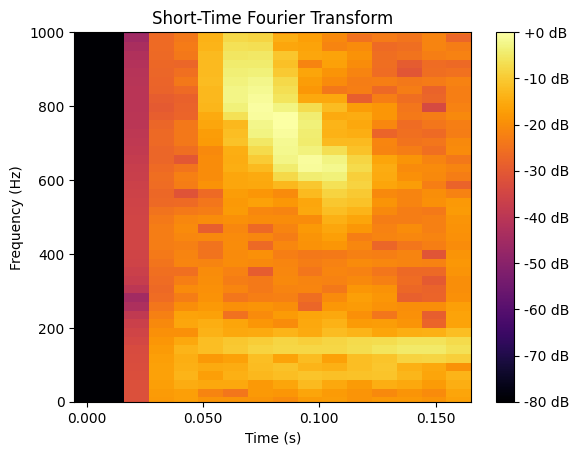 Short-Time Fourier Transform
1000
800
600
400
200
0
Frequency (Hz)
0.000
0.050
0.100
0.150
Time (s)
+0 dB
-10 dB
-20 dB
-30 dB
-40 dB
-50 dB
-60 dB
-70 dB
-80 dB